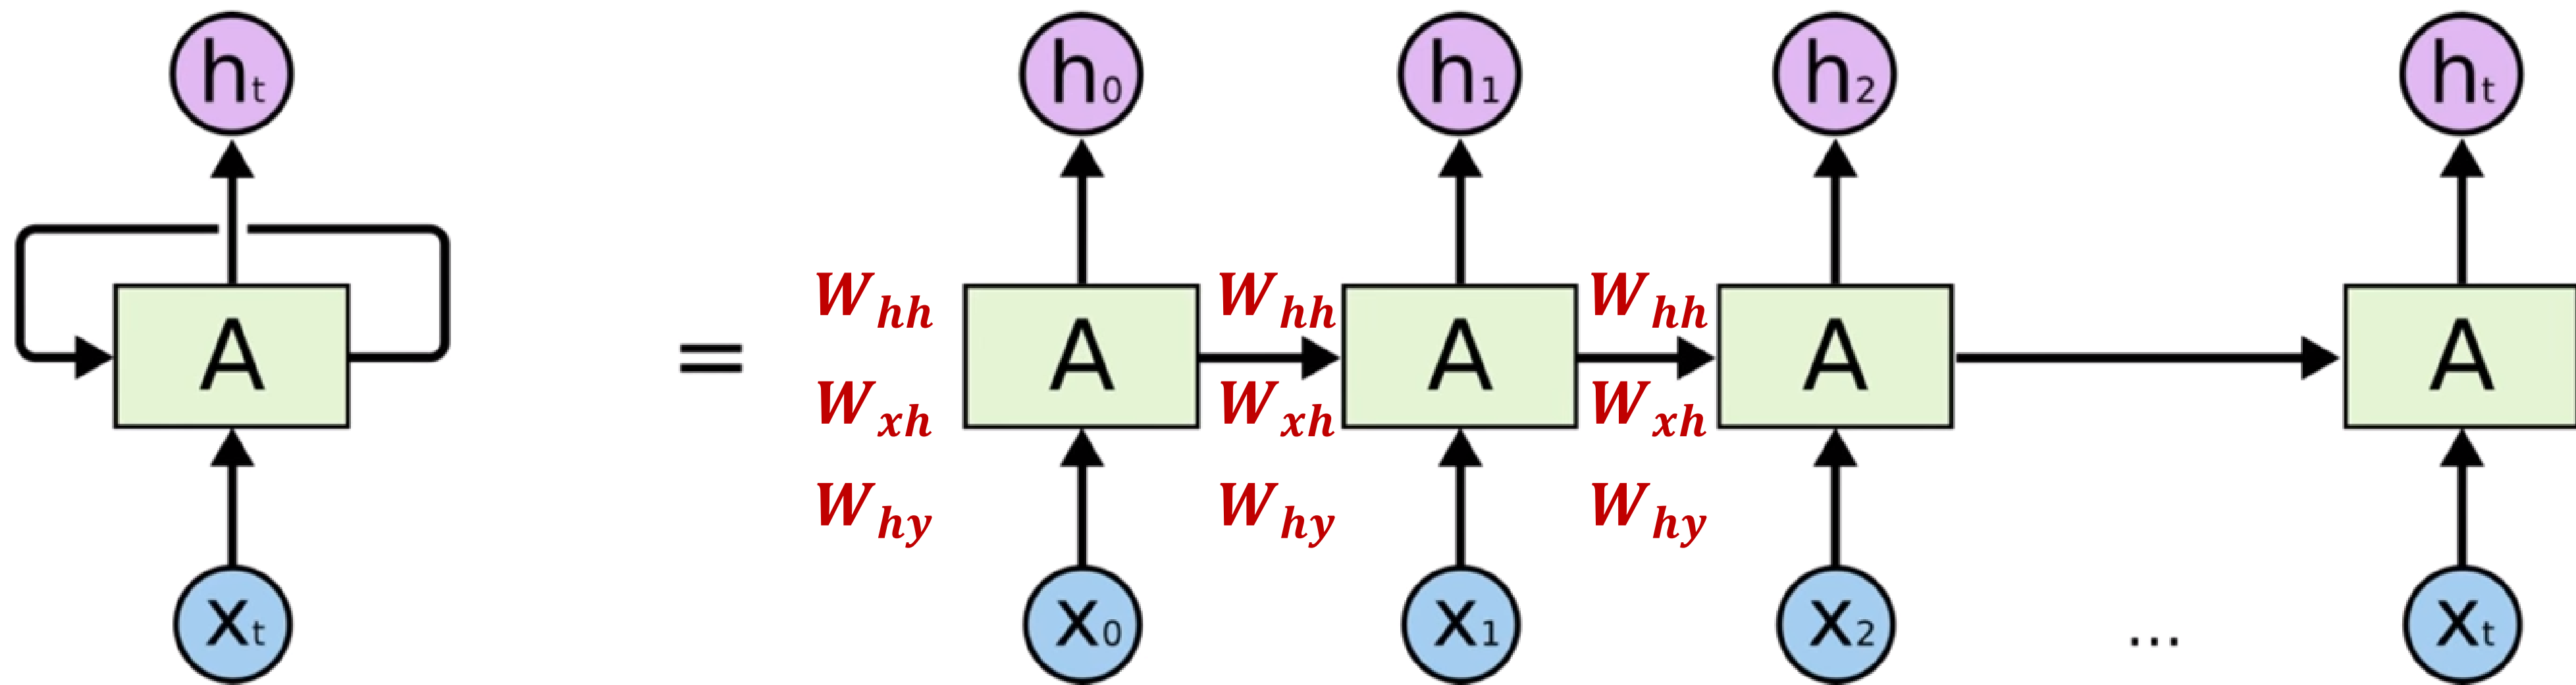 ht h0 h1 h2 ht
Whh Whh Whh
A = A A A A
Wxh Wxh Wxh
Why Why Why
xt x0 x1 x2 ... xt